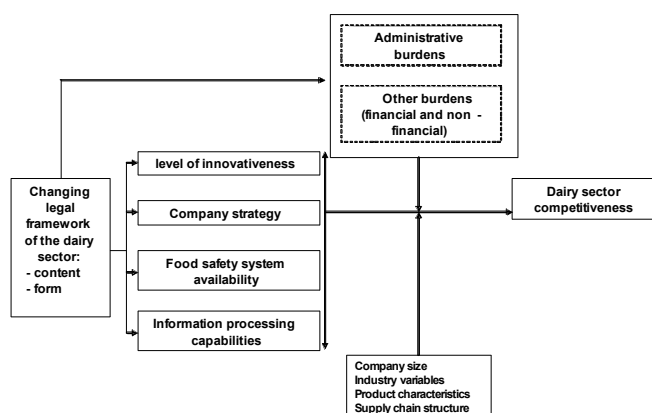 Administrative
burdens
Other burdens
(financial and non -
financial)
level of innovativeness
Changing
legal
framework
of the dairy
sector:
- content
- form
Company strategy
Dairy sector
competitiveness
Food safety system
availability
Information processing
capabilities
Company size
Industry variables
Product characteristics
Supply chain structure